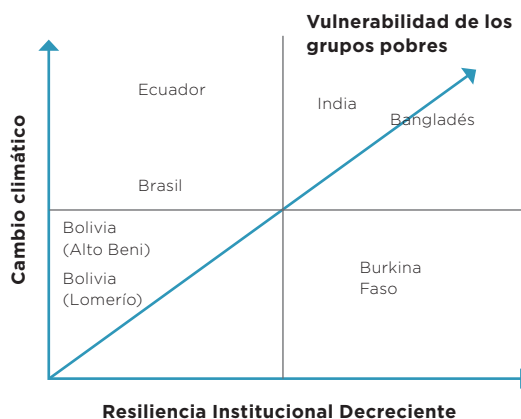 Vulnerabilidad de los
grupos pobres
Ecuador
India
Bangladés
Brasil
Cambio climático
Bolivia
(Alto Beni)
Bolivia
(Lomerío)
Burkina
Faso
Resiliencia Institucional Decreciente